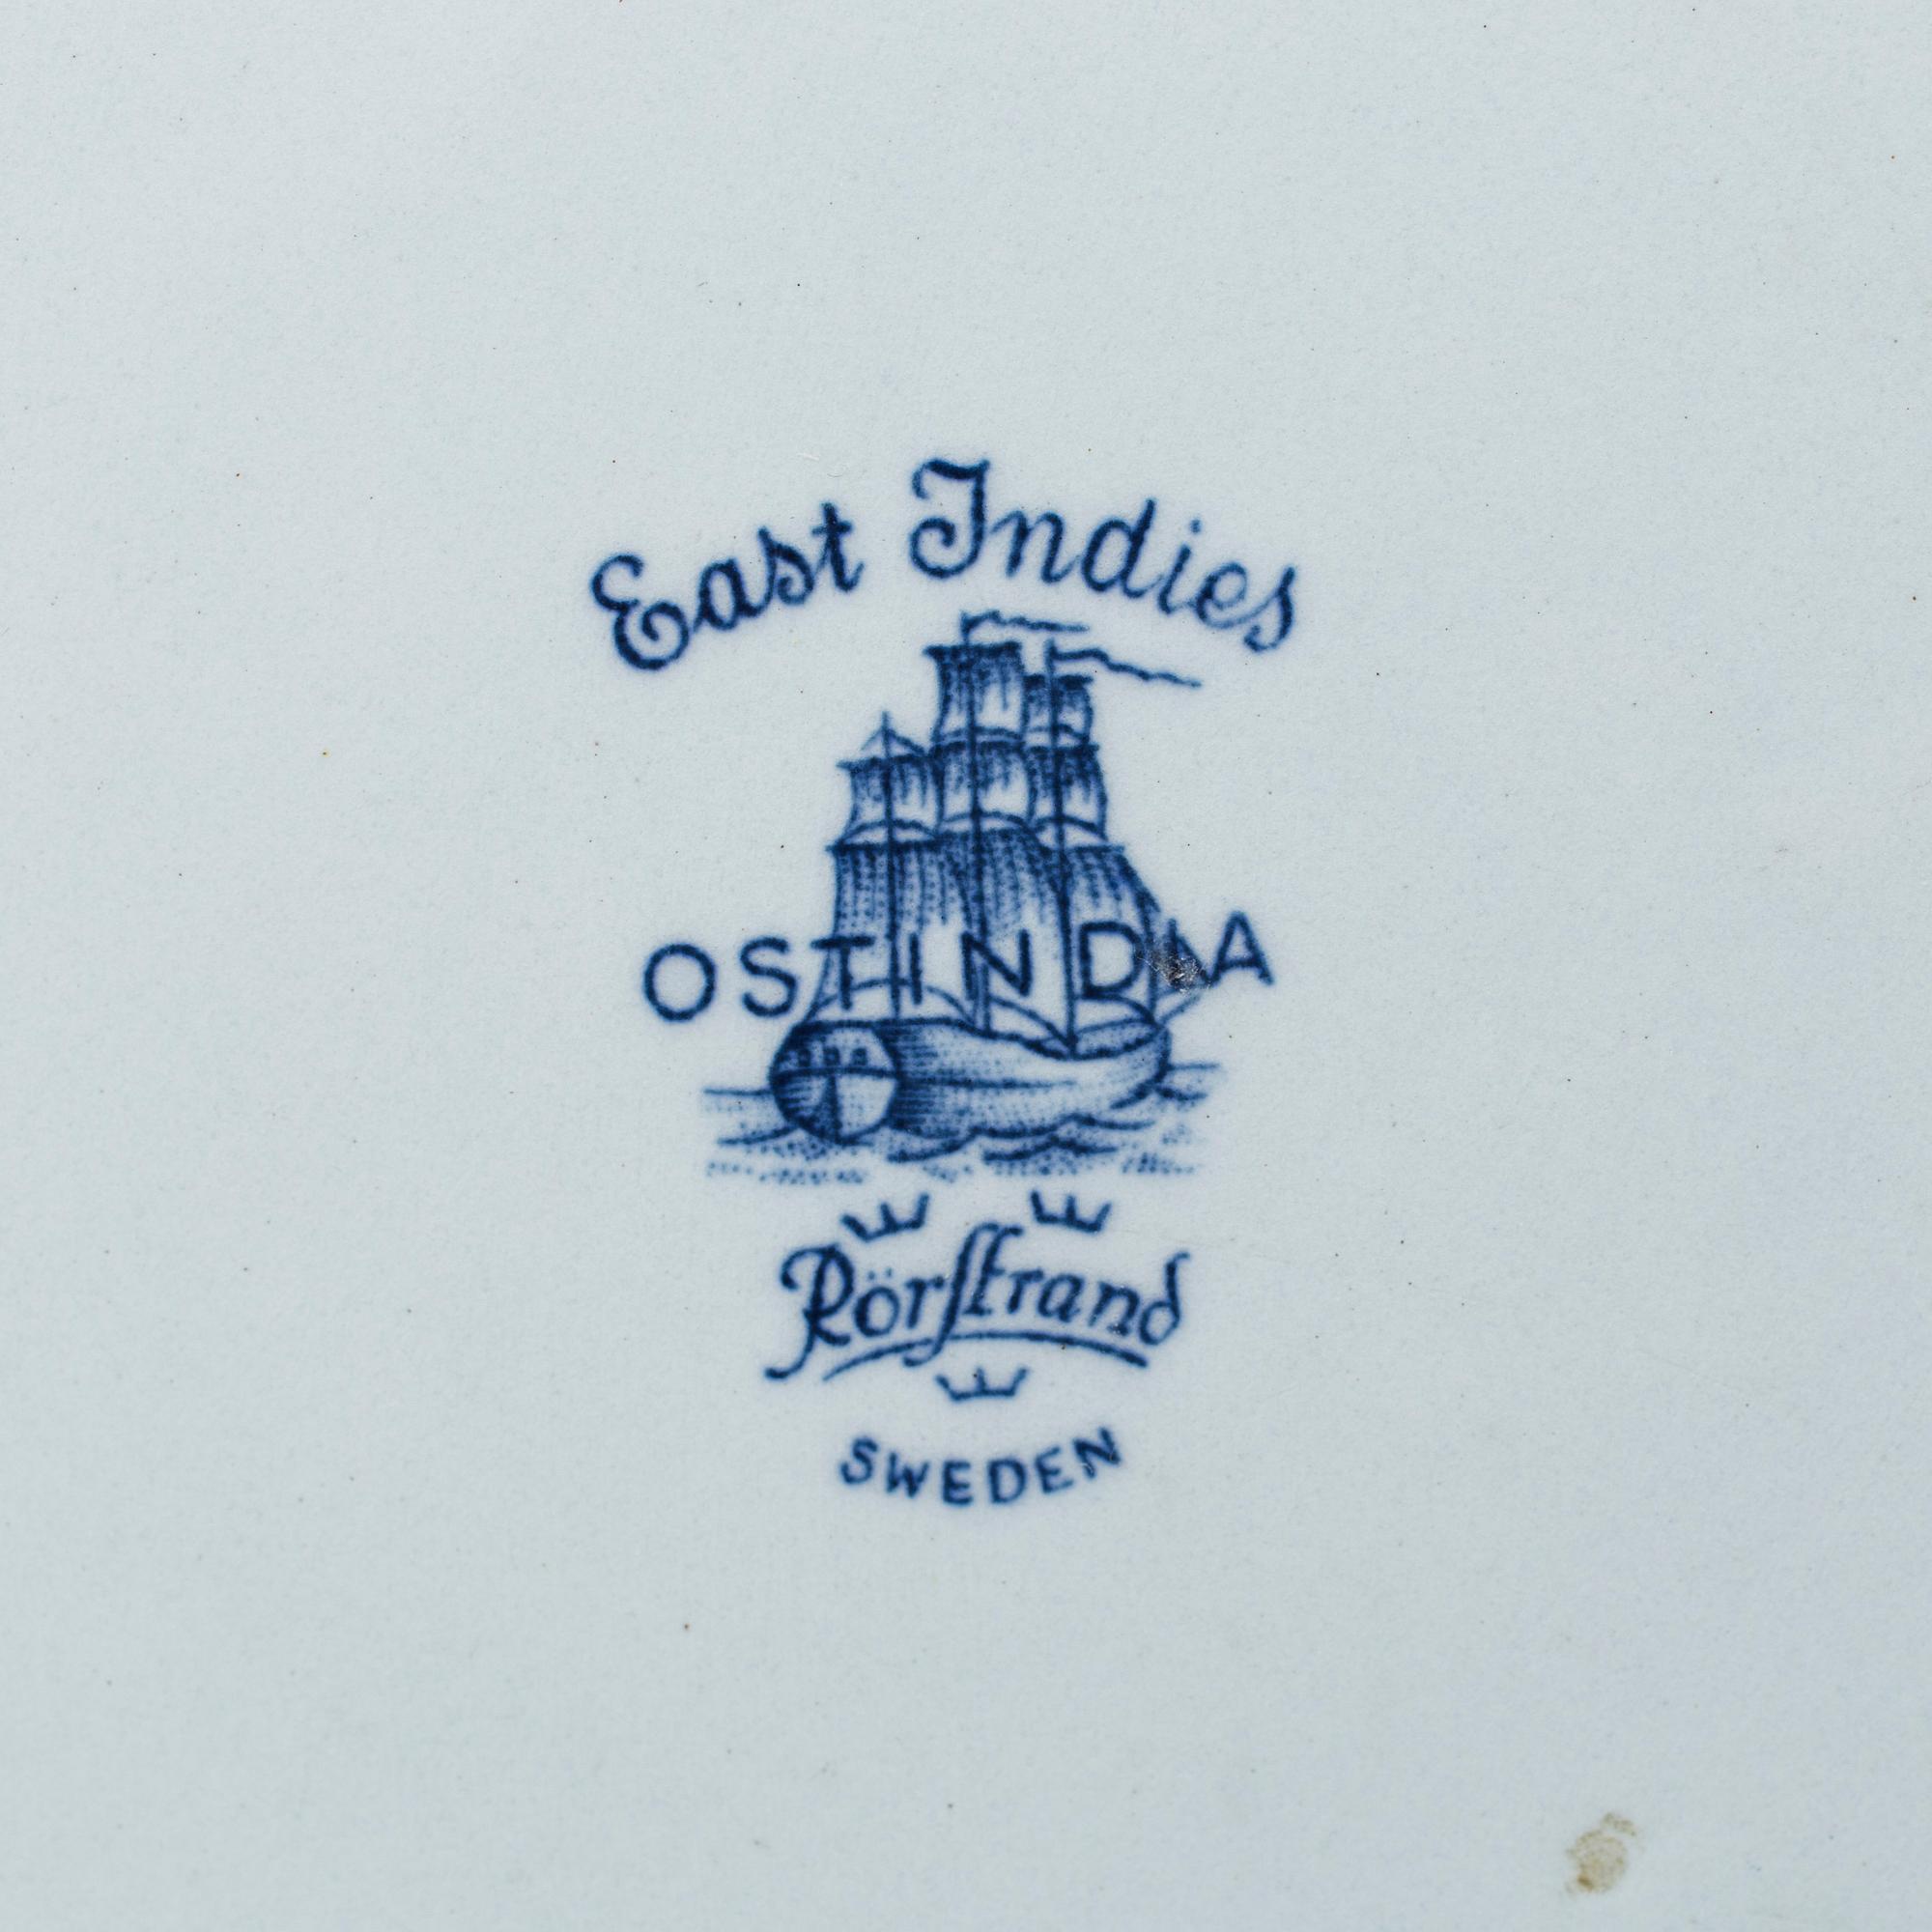 East Indies
OSTINDIA
Rörstrand
SWEDEN